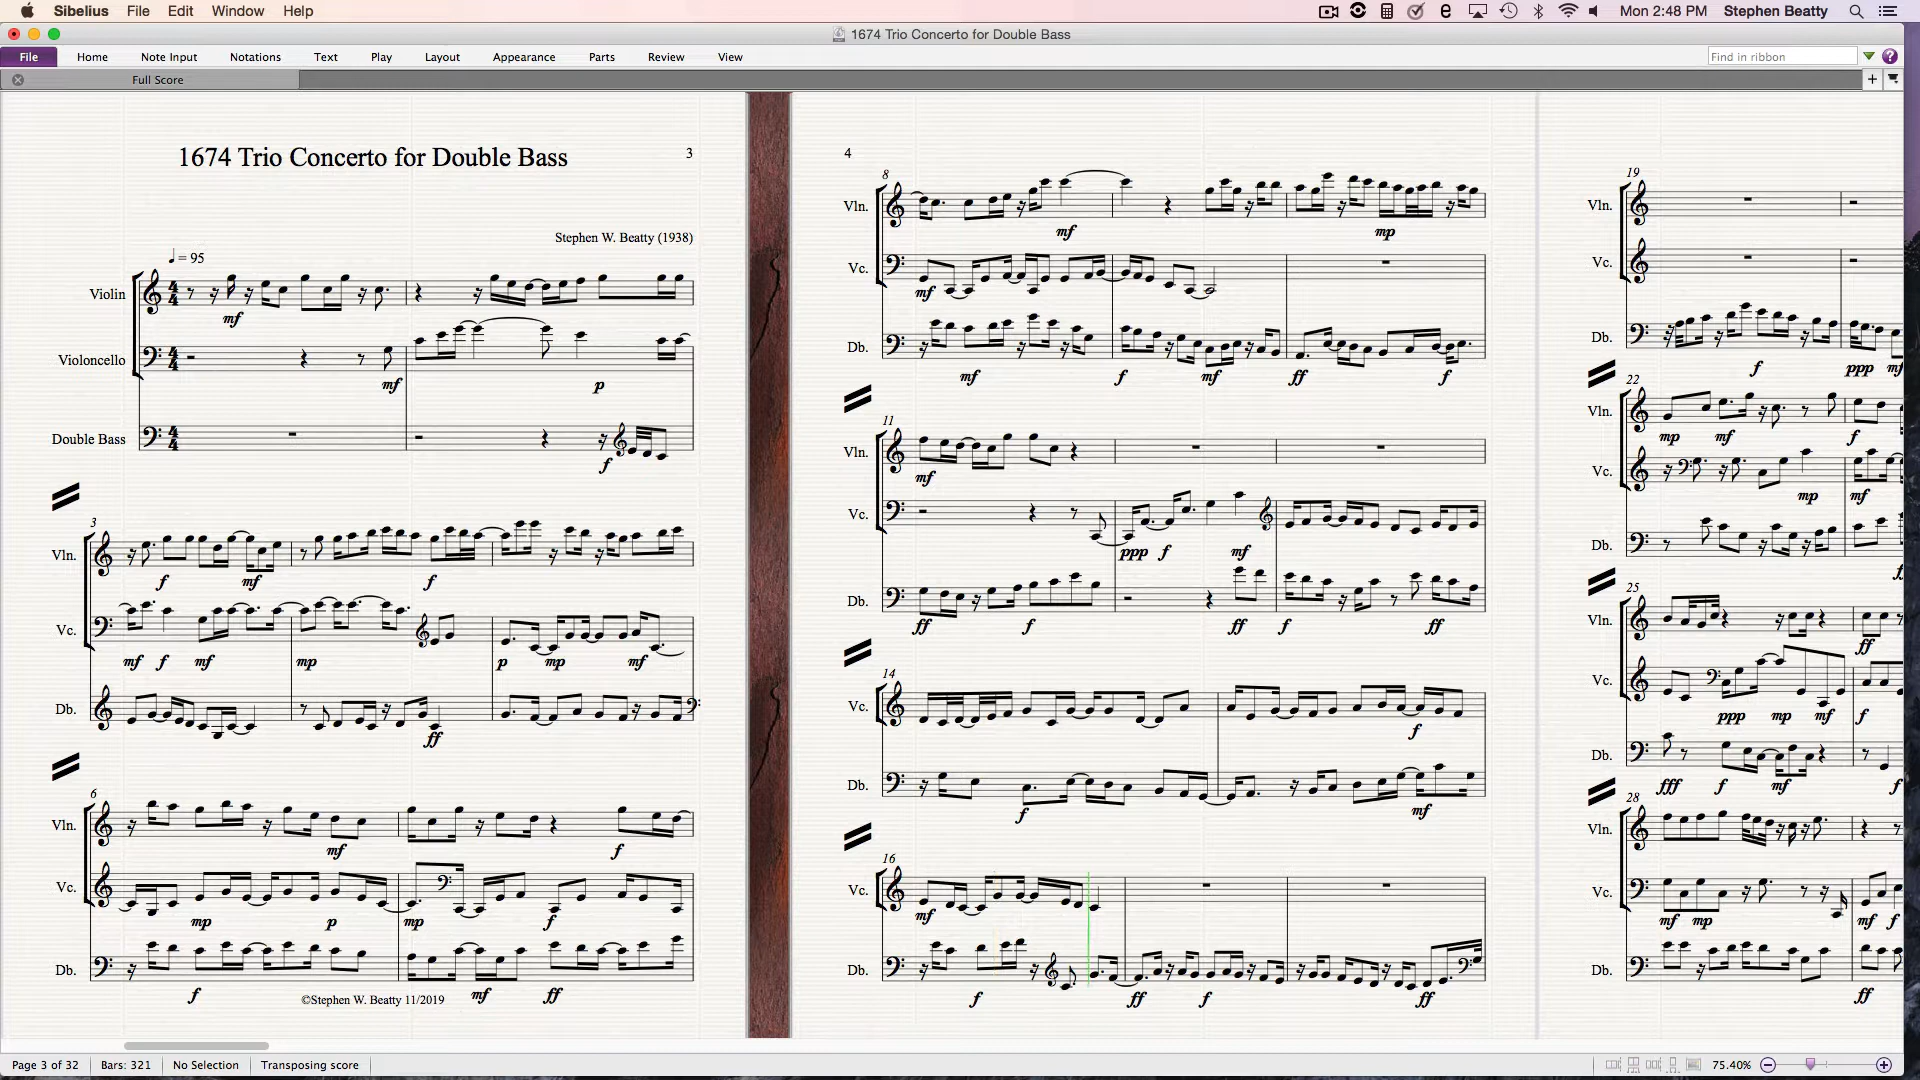 Sibelius File Edit Window Help Mon 2:48 PM Stephen Beatty
1674 Trio Concerto for Double Bass
File Home Note Input Notations Text Play Layout Appearance Parts Review View Find in ribbon
Full Score
1674 Trio Concerto for Double Bass 3
Stephen W. Beatty (1938)
= 95
Violin
mf
Violoncello
mf p
Double Bass
f
3
Vln.
f mf f
Vc.
mf f mf mp p mp mf
Db.
ff
6
Vln.
mf f
Vc.
mp p mp f
Db.
f mf ff
©Stephen W. Beatty 11/2019
4
8
Vln.
mf mp
Vc.
mf
Db.
mf f mf ff f
11
Vln.
mf
Vc.
ppp f mf
Db.
ff f ff f ff
14
Vc.
f
Db.
f mf
16
Vc.
mf
Db.
f ff f ff
19
Vln.
Vc.
Db.
f ppp mf
22
Vln.
mp mf f
Vc.
mp mf
Db.
25
Vln.
ff
Vc.
ppp mp mf f
Db.
fff f mf f
28
Vln.
Vc.
mf mp mf f
Db.
ff
Page 3 of 32 Bars: 321 No Selection Transposing score 75.40%